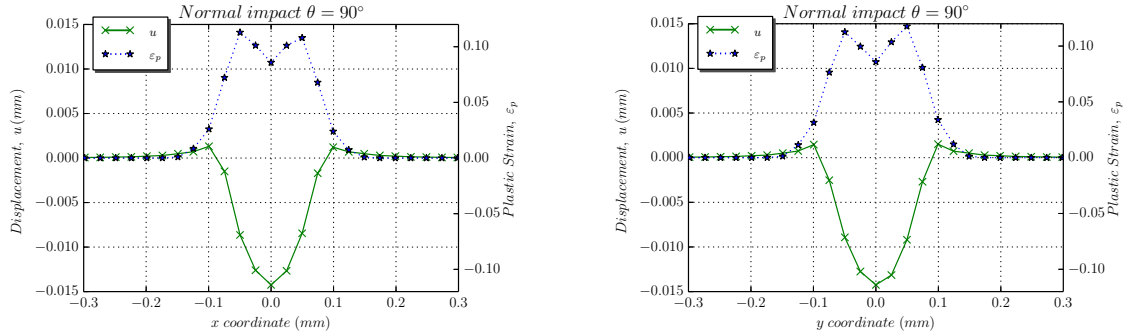 Normal impact θ = 90°
0.015
0.010
0.005
0.000
−0.005
−0.010
−0.015
Displacement, u (mm)
u
εp
0.10
0.05
0.00
−0.05
−0.10
Plastic Strain, εp
−0.3 −0.2 −0.1 0.0 0.1 0.2 0.3
x coordinate (mm)
Normal impact θ = 90°
0.015
0.010
0.005
0.000
−0.005
−0.010
−0.015
Displacement, u (mm)
u
εp
0.10
0.05
0.00
−0.05
−0.10
Plastic Strain, εp
−0.3 −0.2 −0.1 0.0 0.1 0.2 0.3
y coordinate (mm)